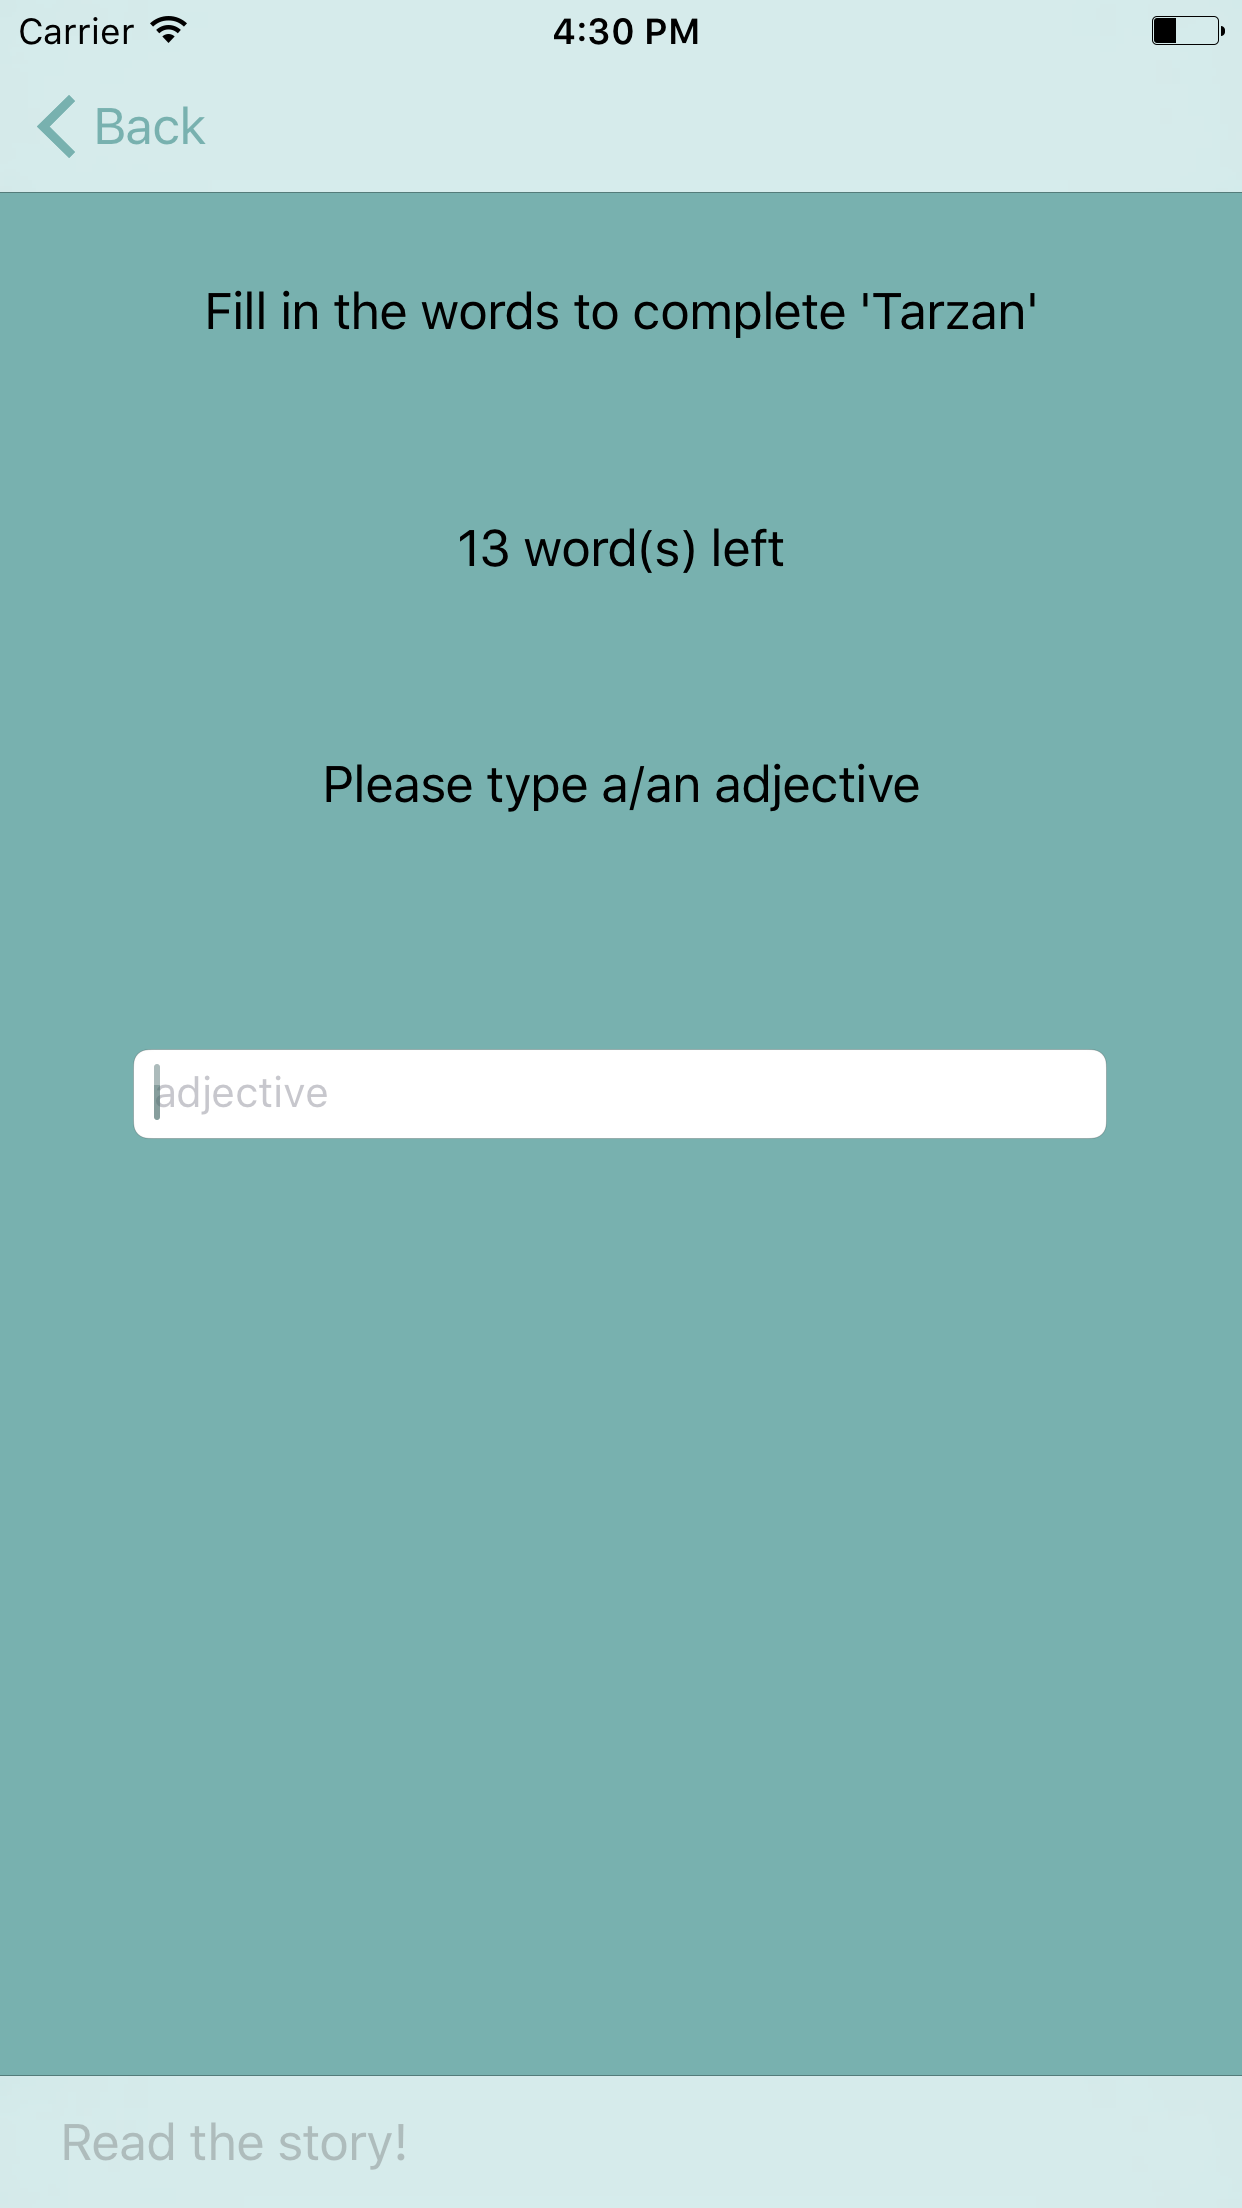 Carrier 4:30 PM
Back
Fill in the words to complete 'Tarzan'
13 word(s) left
Please type a/an adjective
adjective
Read the story!